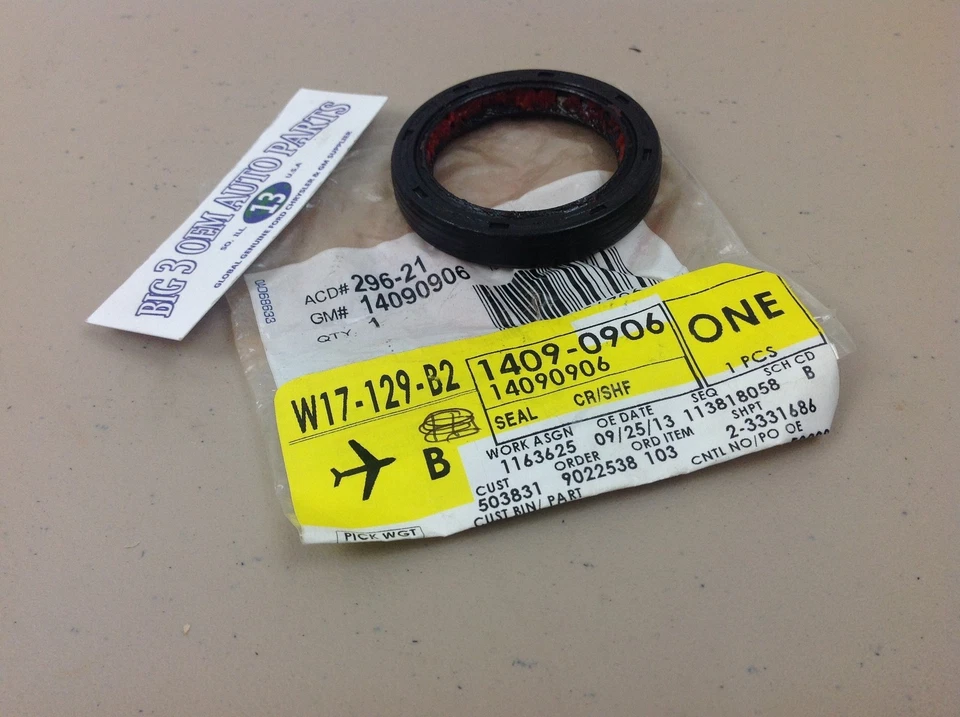 BIG 3 OEM AUTO PARTS
SO. ILL 13 U.S.A
GLOBAL GENUINE FORD CHRYSLER & GM SUPPLIER
ACD# 296-21
GM# 14090906
QTY. 1
W17-129-B2
1409-0906
14090906
SEAL CR/SHF
ONE
1 PCS
B
WORK ASGN OE DATE SEQ SCH CD
1163625 09/25/13 113818058 B
ORDER ORD ITEM SHPT
CUST 9022538 103 2-3331686
503831 CNTL NO/PO OE
CUST BIN/ PART
PICK WGT